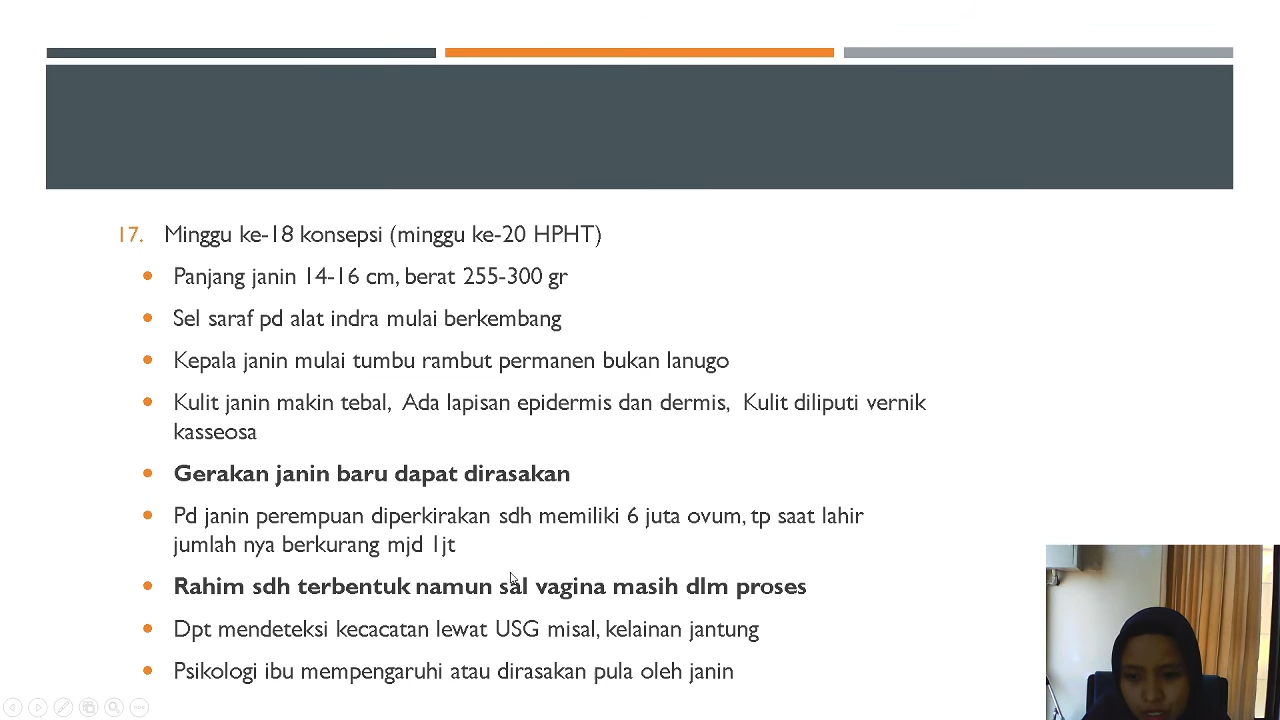 17. Minggu ke-18 konsepsi (minggu ke-20 HPHT)
Panjang janin 14-16 cm, berat 255-300 gr
Sel saraf pd alat indra mulai berkembang
Kepala janin mulai tumbu rambut permanen bukan lanugo
Kulit janin makin tebal, Ada lapisan epidermis dan dermis, Kulit diliputi vernik
kasseosa
Gerakan janin baru dapat dirasakan
Pd janin perempuan diperkirakan sdh memiliki 6 juta ovum, tp saat lahir
jumlah nya berkurang mjd 1jt
Rahim sdh terbentuk namun sal vagina masih dlm proses
Dpt mendeteksi kecacatan lewat USG misal, kelainan jantung
Psikologi ibu mempengaruhi atau dirasakan pula oleh janin